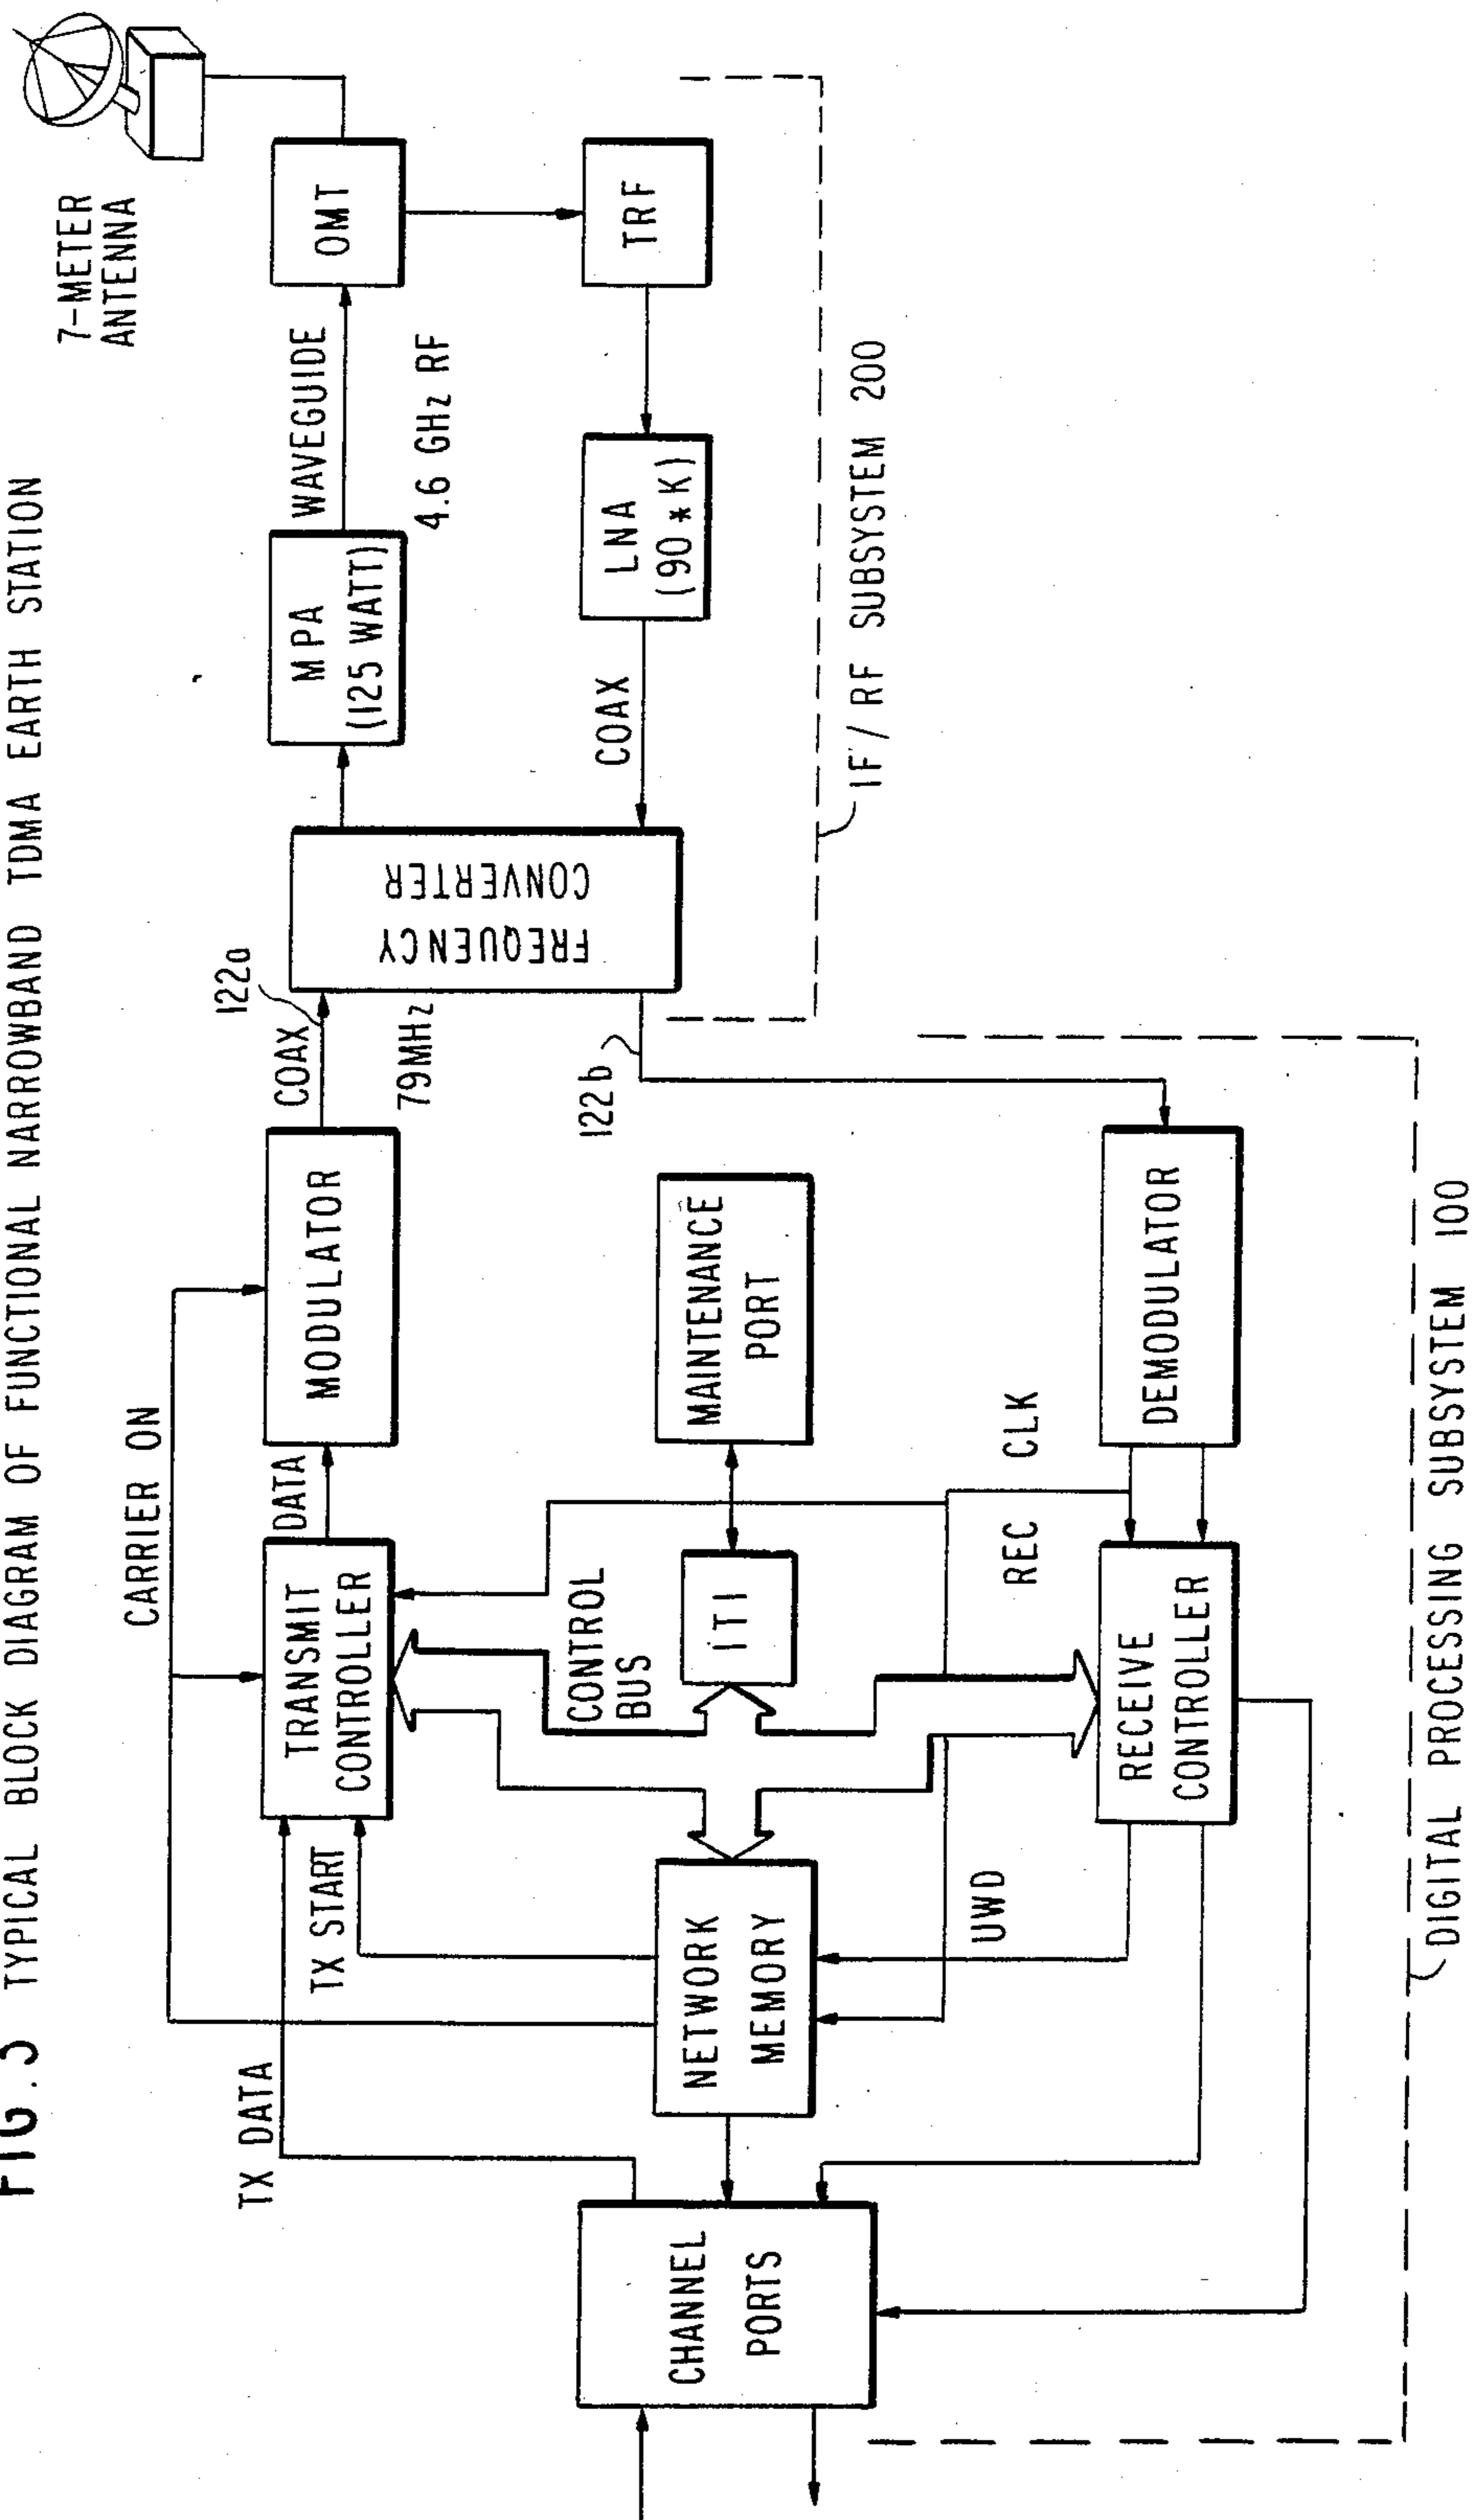 FIG. 3 TYPICAL BLOCK DIAGRAM OF FUNCTIONAL NARROWBAND TDMA EARTH STATION
7-METER
ANTENNA
CARRIER ON
TX DATA
TX START
TRANSMIT
CONTROLLER
DATA
MODULATOR
COAX
122a
79MHz
FREQUENCY
CONVERTER
MPA
(125 WATT)
WAVEGUIDE
4.6 GHz RF
OMT
TRF
LNA
(90*K)
COAX
122b
IF/RF SUBSYSTEM 200
CHANNEL
PORTS
NETWORK
MEMORY
CONTROL
BUS
ITI
MAINTENANCE
PORT
UWD
REC CLK
RECEIVE
CONTROLLER
DEMODULATOR
DIGITAL PROCESSING SUBSYSTEM 100